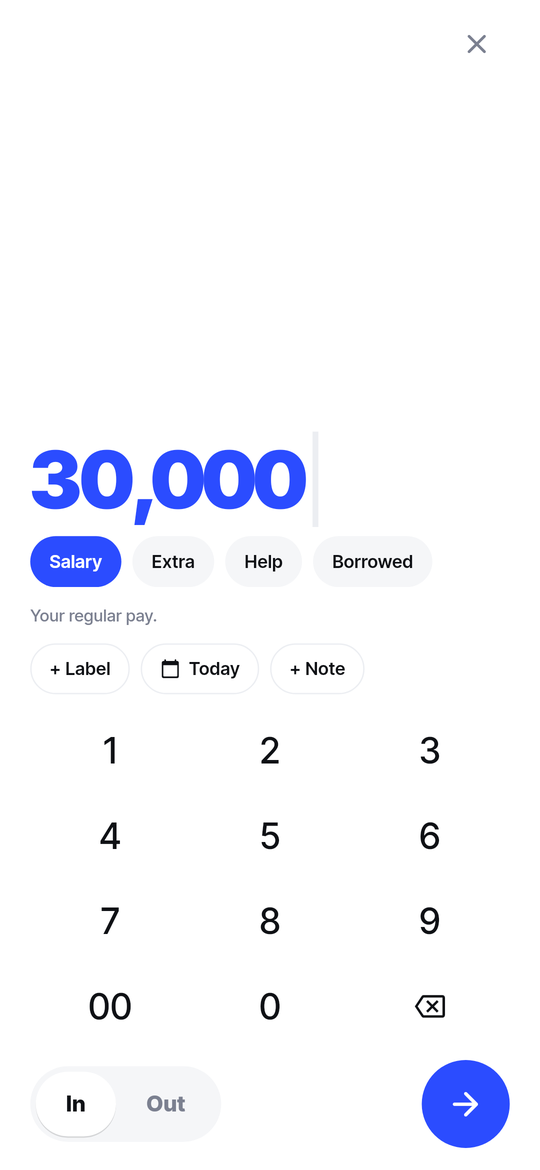 30,000
Salary Extra Help Borrowed
Your regular pay.
+ Label Today + Note
1 2 3
4 5 6
7 8 9
00 0
In Out